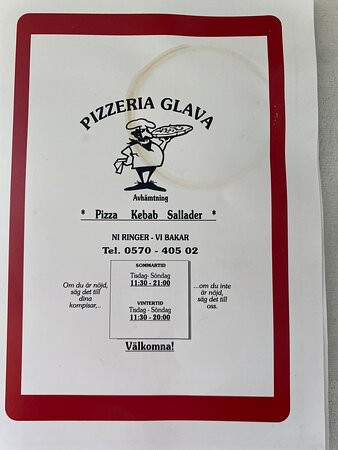 PIZZERIA GLAVA
Avhämtning
* Pizza Kebab Sallader *
NI RINGER - VI BAKAR
Tel. 0570 - 405 02
SOMMARTID
Tisdag- Söndag
11:30 - 21:00
VINTERTID
Tisdag - Söndag
11:30 - 20:00
Om du är nöjd,
säg det till
dina
kompisar,..
...om du inte
är nöjd,
säg det till
oss.
Välkomna!